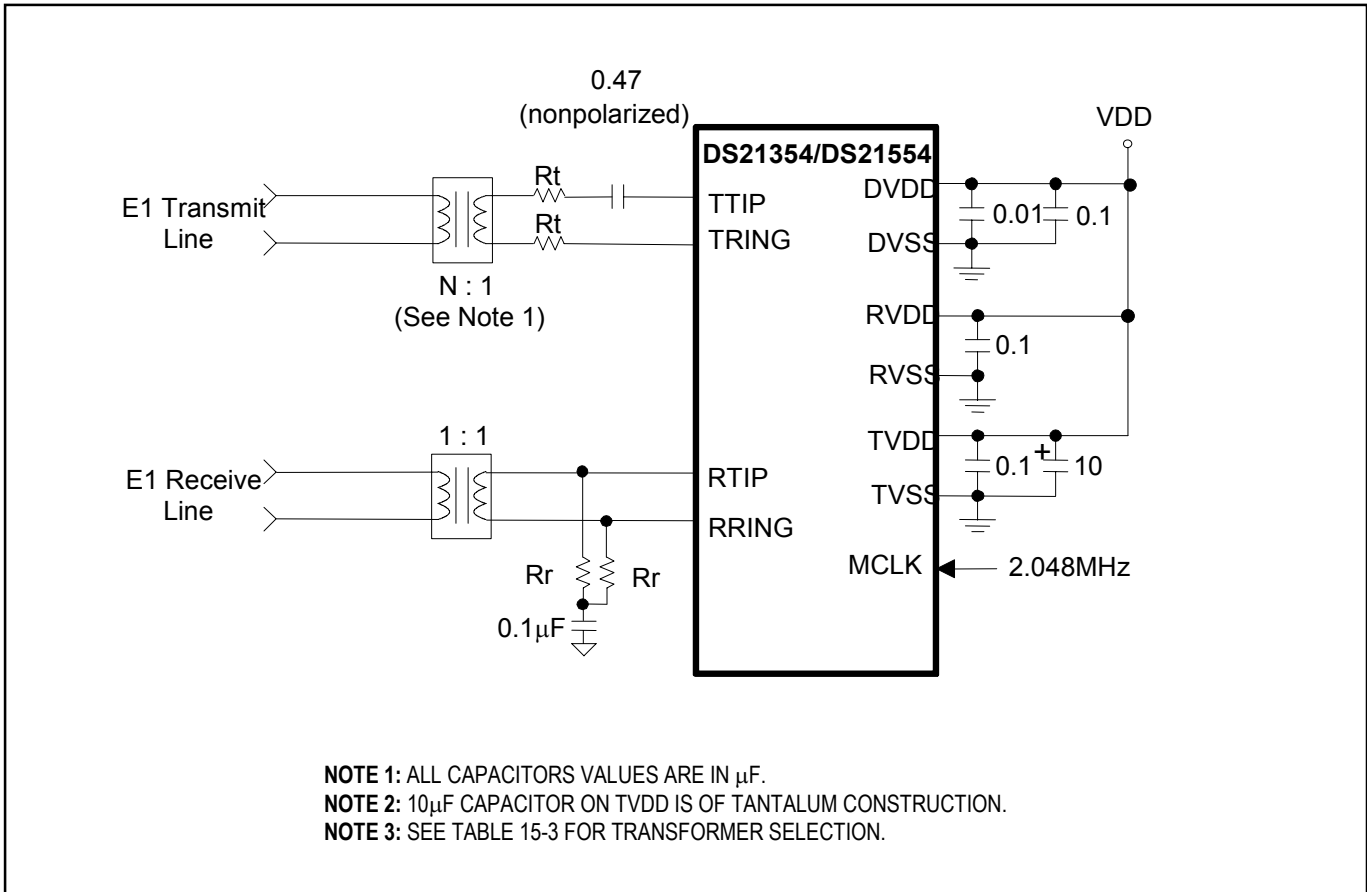 0.47
(nonpolarized)
VDD
DS21354/DS21554
E1 Transmit
Line
Rt
Rt
N : 1
(See Note 1)
TTIP
TRING
DVDD
0.01
0.1
DVSS
RVDD
0.1
RVSS
TVDD
0.1
+
10
TVSS
1 : 1
E1 Receive
Line
RTIP
RRING
Rr
Rr
0.1µF
MCLK
2.048MHz
NOTE 1: ALL CAPACITORS VALUES ARE IN µF.
NOTE 2: 10µF CAPACITOR ON TVDD IS OF TANTALUM CONSTRUCTION.
NOTE 3: SEE TABLE 15-3 FOR TRANSFORMER SELECTION.